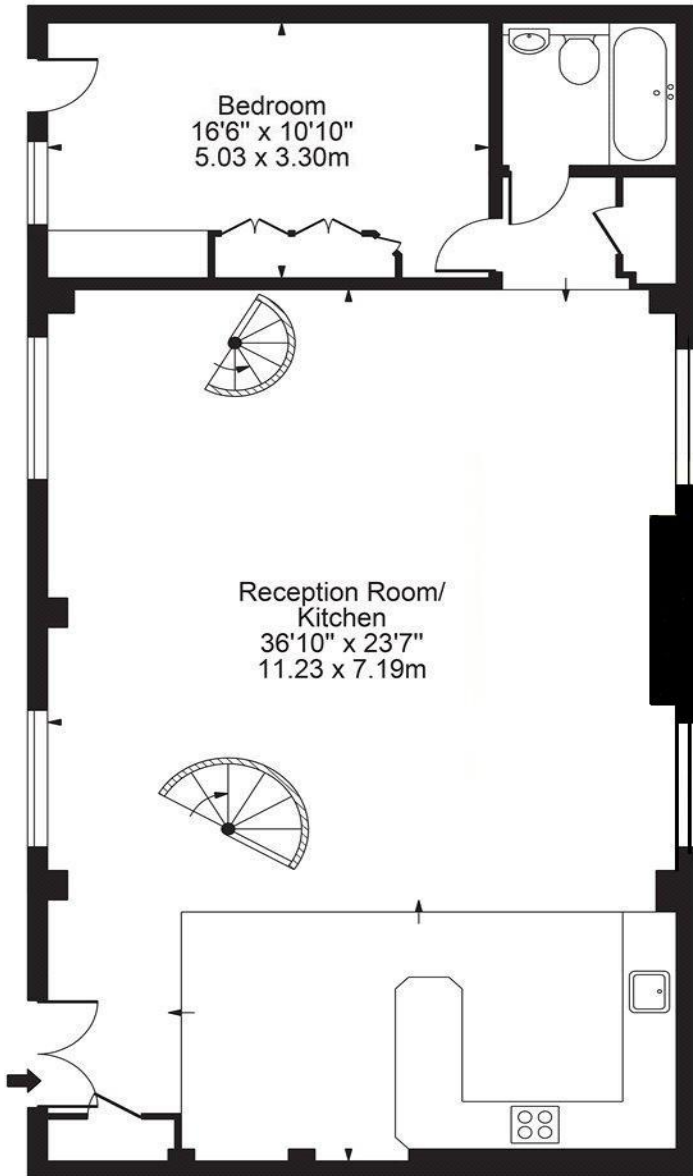 Bedroom
16'6" x 10'10"
5.03 x 3.30m
Reception Room/
Kitchen
36'10" x 23'7"
11.23 x 7.19m